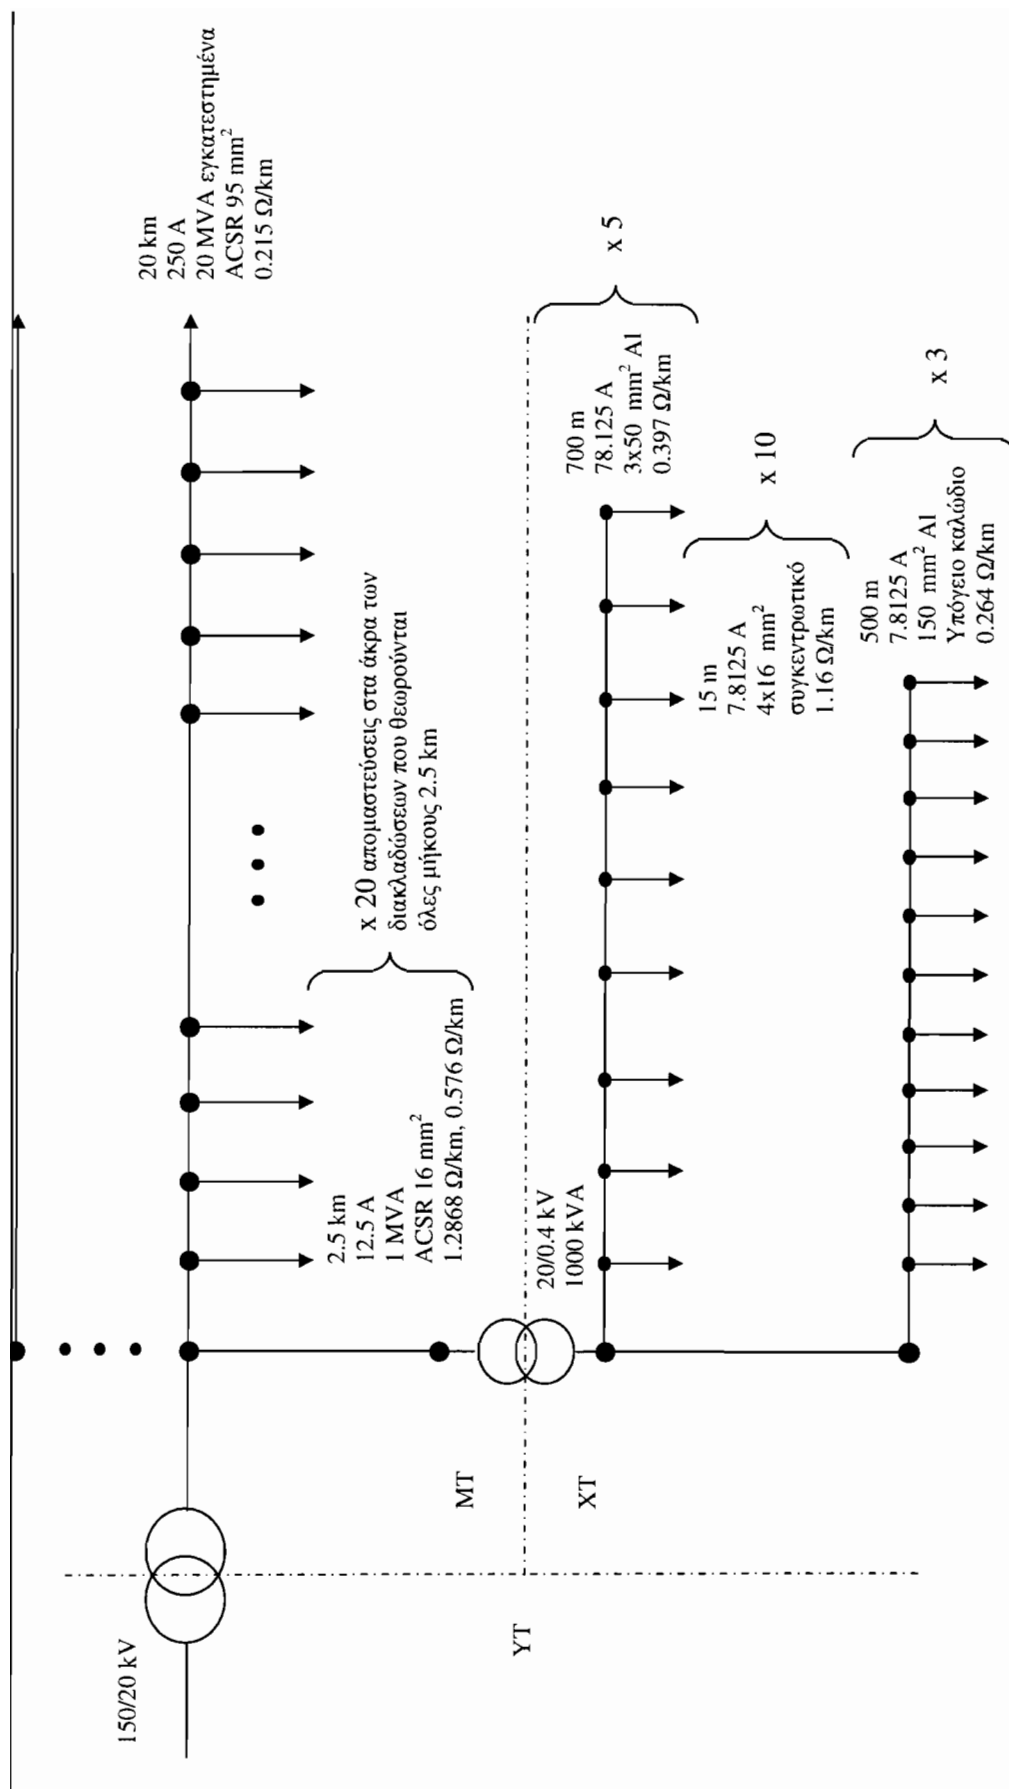 150/20 kV
20 km
250 A
20 MVA εγκατεστημένα
ACSR 95 mm²
0.215 Ω/km
x 20 απομαστεύσεις στα άκρα των
διακλαδώσεων που θεωρούνται
όλες μήκους 2.5 km
2.5 km
12.5 A
1 MVA
ACSR 16 mm²
1.2868 Ω/km, 0.576 Ω/km
ΥΤ
ΜΤ
ΧΤ
20/0.4 kV
1000 kVA
700 m
78.125 A
3x50 mm² Al
0.397 Ω/km
x 5
15 m
7.8125 A
4x16 mm²
συγκεντρωτικό
1.16 Ω/km
x 10
500 m
7.8125 A
150 mm² Al
Υπόγειο καλώδιο
0.264 Ω/km
x 3